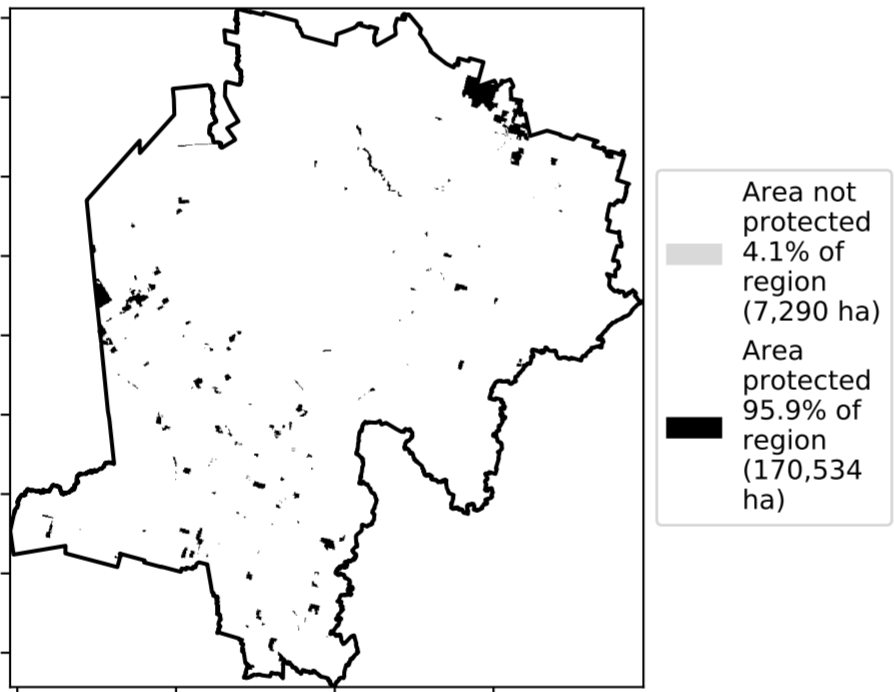 Area not
protected
4.1% of
region
(7,290 ha)
Area
protected
95.9% of
region
(170,534
ha)